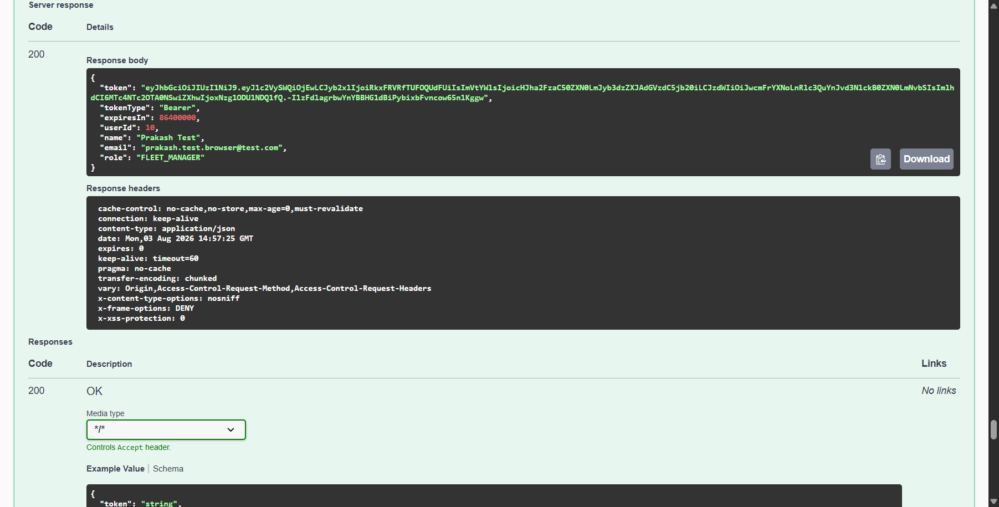 Server response
Code Details
200
Response body
{
"token": "eyJhbGciOiJIUzI1NiJ9.eyJ1c2VySWQiOjEwLCJyb2xlIjoiRkxFRVRfTUFOQUdFUiIsImVtYWlsIjoicHJha2FzaC50ZXN0LmJyb3dzZXJAdGVzdC5jb20iLCJzdWIiOiJwcmFrYXNoLnRlc3QuYnJvd3NlckB0ZXN0LmNvbSIsImlh
dCI6MTc4NTc2OTA0NSwiZXhwIjoxNzg1ODU1NDQ1fQ.-I1zFdlagrbwYnYBBHG1dBiPybixbFvncow65n1Kggw",
"tokenType": "Bearer",
"expiresIn": 86400000,
"userId": 10,
"name": "Prakash Test",
"email": "prakash.test.browser@test.com",
"role": "FLEET_MANAGER"
}
Download
Response headers
cache-control: no-cache,no-store,max-age=0,must-revalidate
connection: keep-alive
content-type: application/json
date: Mon,03 Aug 2026 14:57:25 GMT
expires: 0
keep-alive: timeout=60
pragma: no-cache
transfer-encoding: chunked
vary: Origin,Access-Control-Request-Method,Access-Control-Request-Headers
x-content-type-options: nosniff
x-frame-options: DENY
x-xss-protection: 0
Responses
Code Description Links
200 OK No links
Media type
*/*
Controls Accept header.
Example Value | Schema
{
"token": "string",